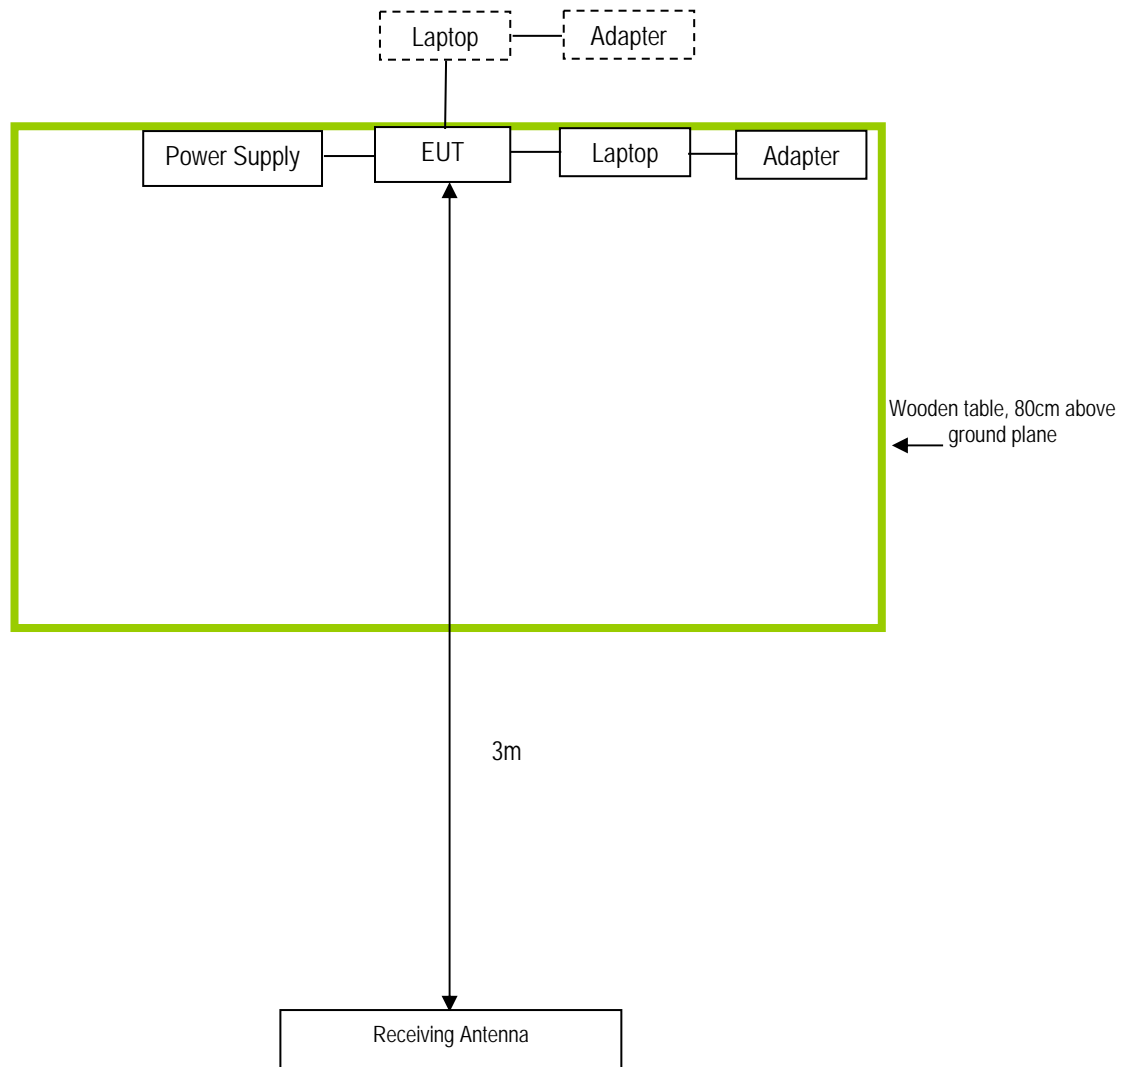 Laptop
Adapter
Power Supply
EUT
Laptop
Adapter
Wooden table, 80cm above
ground plane
3m
Receiving Antenna